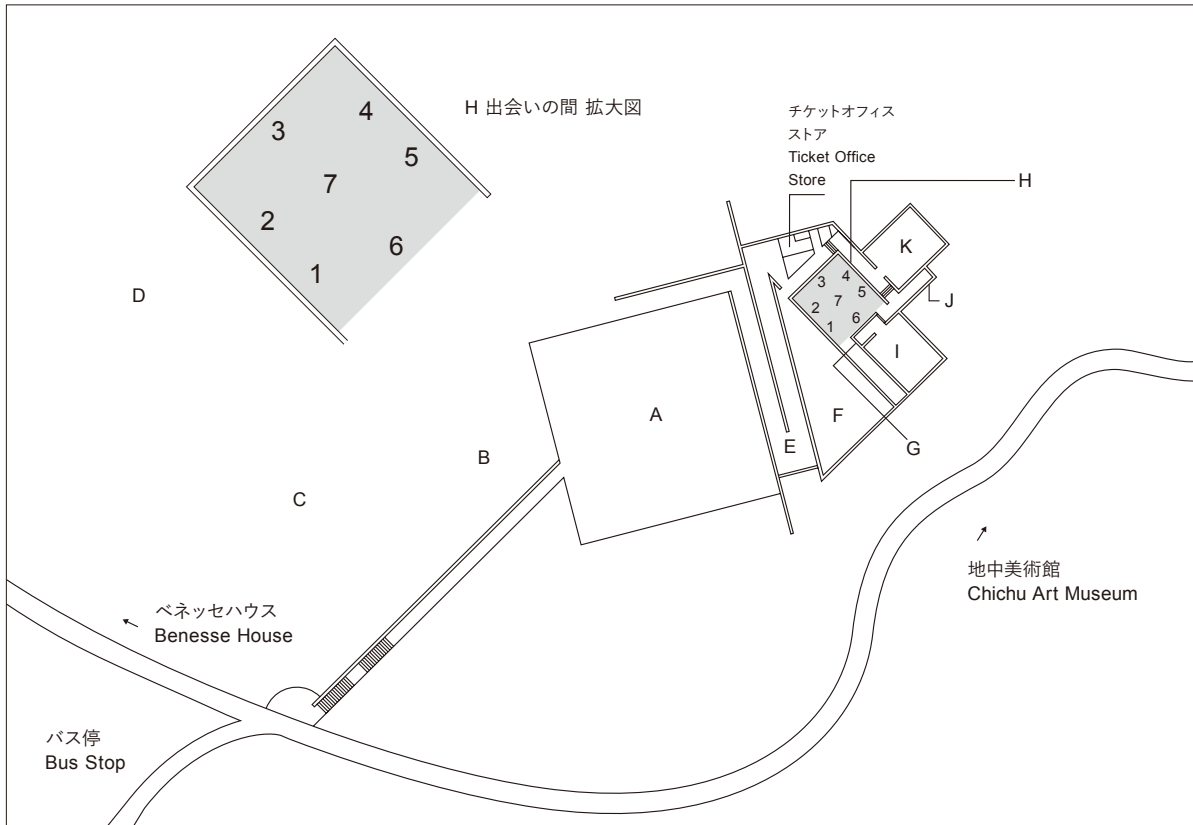 H 出会いの間 拡大図
3
4
5
7
2
6
1
チケットオフィス
ストア
Ticket Office
Store
H
K
J
4
3
5
7
2
6
1
I
D
A
F
E
G
B
C
地中美術館
Chichu Art Museum
ベネッセハウス
Benesse House
バス停
Bus Stop